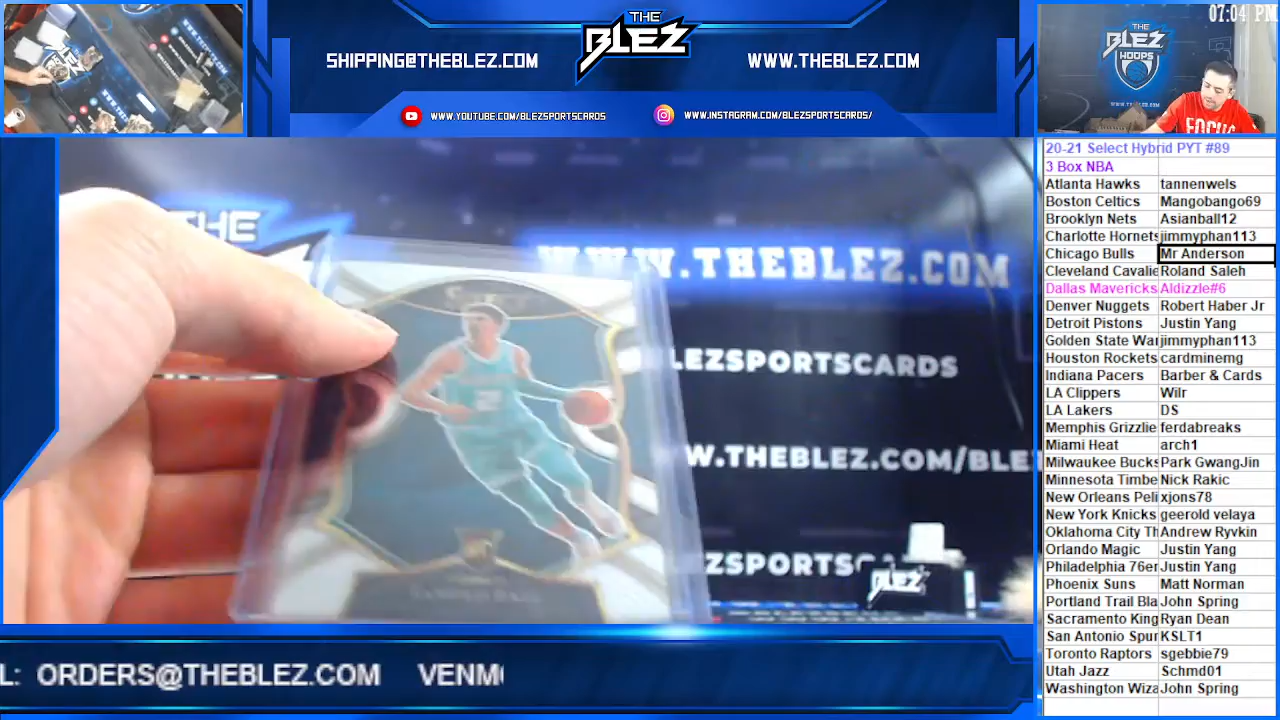 THE
BLEZ
SHIPPING@THEBLEZ.COM
WWW.THEBLEZ.COM
WWW.YOUTUBE.COM/BLEZSPORTSCARDS
WWW.INSTAGRAM.COM/BLEZSPORTSCARDS/
07:04 PM
THE
BLEZ
HOOPS
FOCUS
THE
WWW.THEBLEZ.COM
BLEZSPORTSCARDS
W.THEBLEZ.COM/BLE
ZSPORTSCA
BLEZ
20-21 Select Hybrid PYT #89
3 Box NBA
Atlanta Hawks tannenwels
Boston Celtics Mangobango69
Brooklyn Nets Asianball12
Charlotte Hornets jimmyphan113
Chicago Bulls Mr Anderson
Cleveland Cavalie Roland Saleh
Dallas Mavericks Aldizzle#6
Denver Nuggets Robert Haber Jr
Detroit Pistons Justin Yang
Golden State War jimmyphan113
Houston Rockets cardminemg
Indiana Pacers Barber & Cards
LA Clippers Wilr
LA Lakers DS
Memphis Grizzlie ferdabreaks
Miami Heat arch1
Milwaukee Bucks Park GwangJin
Minnesota Timbe Nick Rakic
New Orleans Peli xjons78
New York Knicks geerold velaya
Oklahoma City Th Andrew Ryvkin
Orlando Magic Justin Yang
Philadelphia 76er Justin Yang
Phoenix Suns Matt Norman
Portland Trail Bla John Spring
Sacramento King Ryan Dean
San Antonio Spur KSLT1
Toronto Raptors sgebbie79
Utah Jazz Schmd01
Washington Wiza John Spring
L: ORDERS@THEBLEZ.COM VENM